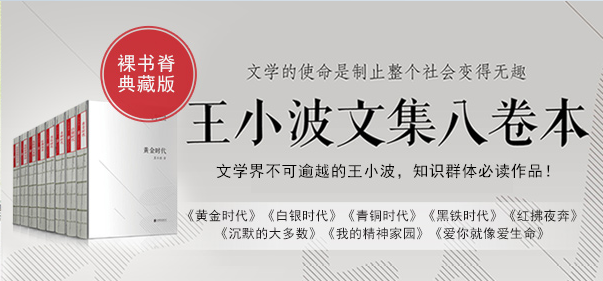 裸书脊
典藏版
文学的使命是制止整个社会变得无趣
王小波文集八卷本
文学界不可逾越的王小波，知识群体必读作品！
《黄金时代》《白银时代》《青铜时代》《黑铁时代》《红拂夜奔》
《沉默的大多数》《我的精神家园》《爱你就像爱生命》
黄金时代